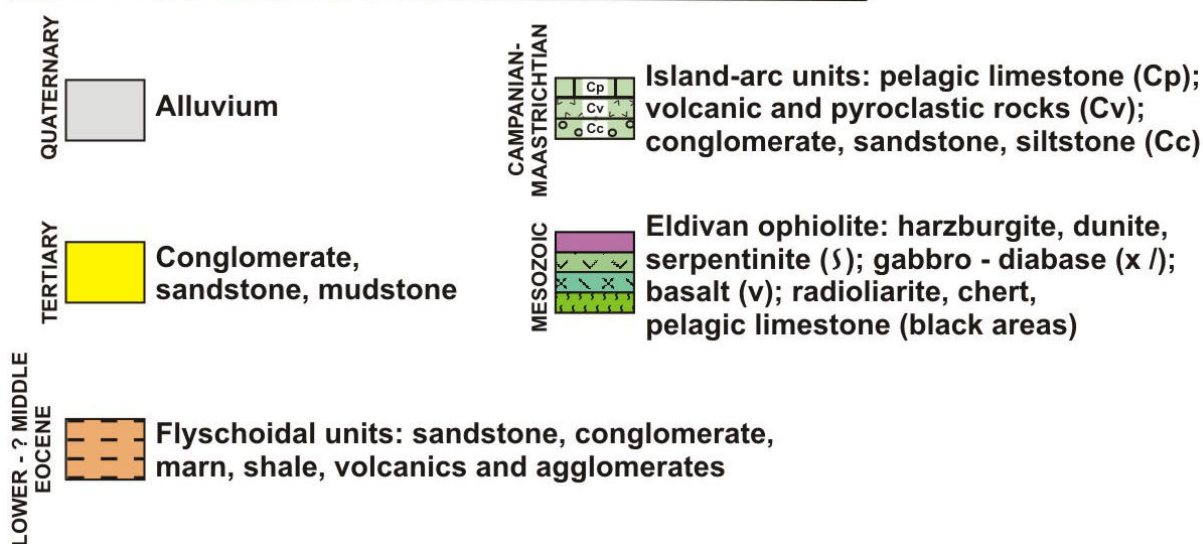 QUATERNARY
Alluvium
TERTIARY
Conglomerate,
sandstone, mudstone
LOWER - ? MIDDLE
EOCENE
Flyschoidal units: sandstone, conglomerate,
marn, shale, volcanics and agglomerates
CAMPANIAN-
MAASTRICHTIAN
Cp
Cv
Cc
Island-arc units: pelagic limestone (Cp);
volcanic and pyroclastic rocks (Cv);
conglomerate, sandstone, siltstone (Cc)
MESOZOIC
Eldivan ophiolite: harzburgite, dunite,
serpentinite (ᔕ); gabbro - diabase (x /);
basalt (v); radioliarite, chert,
pelagic limestone (black areas)